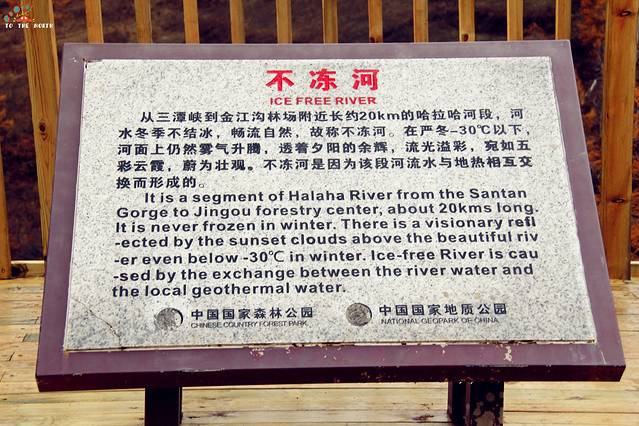 TO THE NORTH
不冻河
ICE FREE RIVER
从三潭峡到金江沟林场附近长约20km的哈拉哈河段，河
水冬季不结冰，畅流自然，故称不冻河。在严冬-30℃以下，
河面上仍然雾气升腾，透着夕阳的余辉，流光溢彩，宛如五
彩云霞，蔚为壮观。不冻河是因为该段河流水与地热相互交
换而形成的。
It is a segment of Halaha River from the Santan
Gorge to Jingou forestry center, about 20kms long.
It is never frozen in winter. There is a visionary refl
-ected by the sunset clouds above the beautiful riv
-er even below -30℃ in winter. Ice-free River is cau
-sed by the exchange between the river water and
the local geothermal water.
中国国家森林公园
CHINESE COUNTRY FOREST PARK
中国国家地质公园
NATIONAL GEOPARK OF CHINA